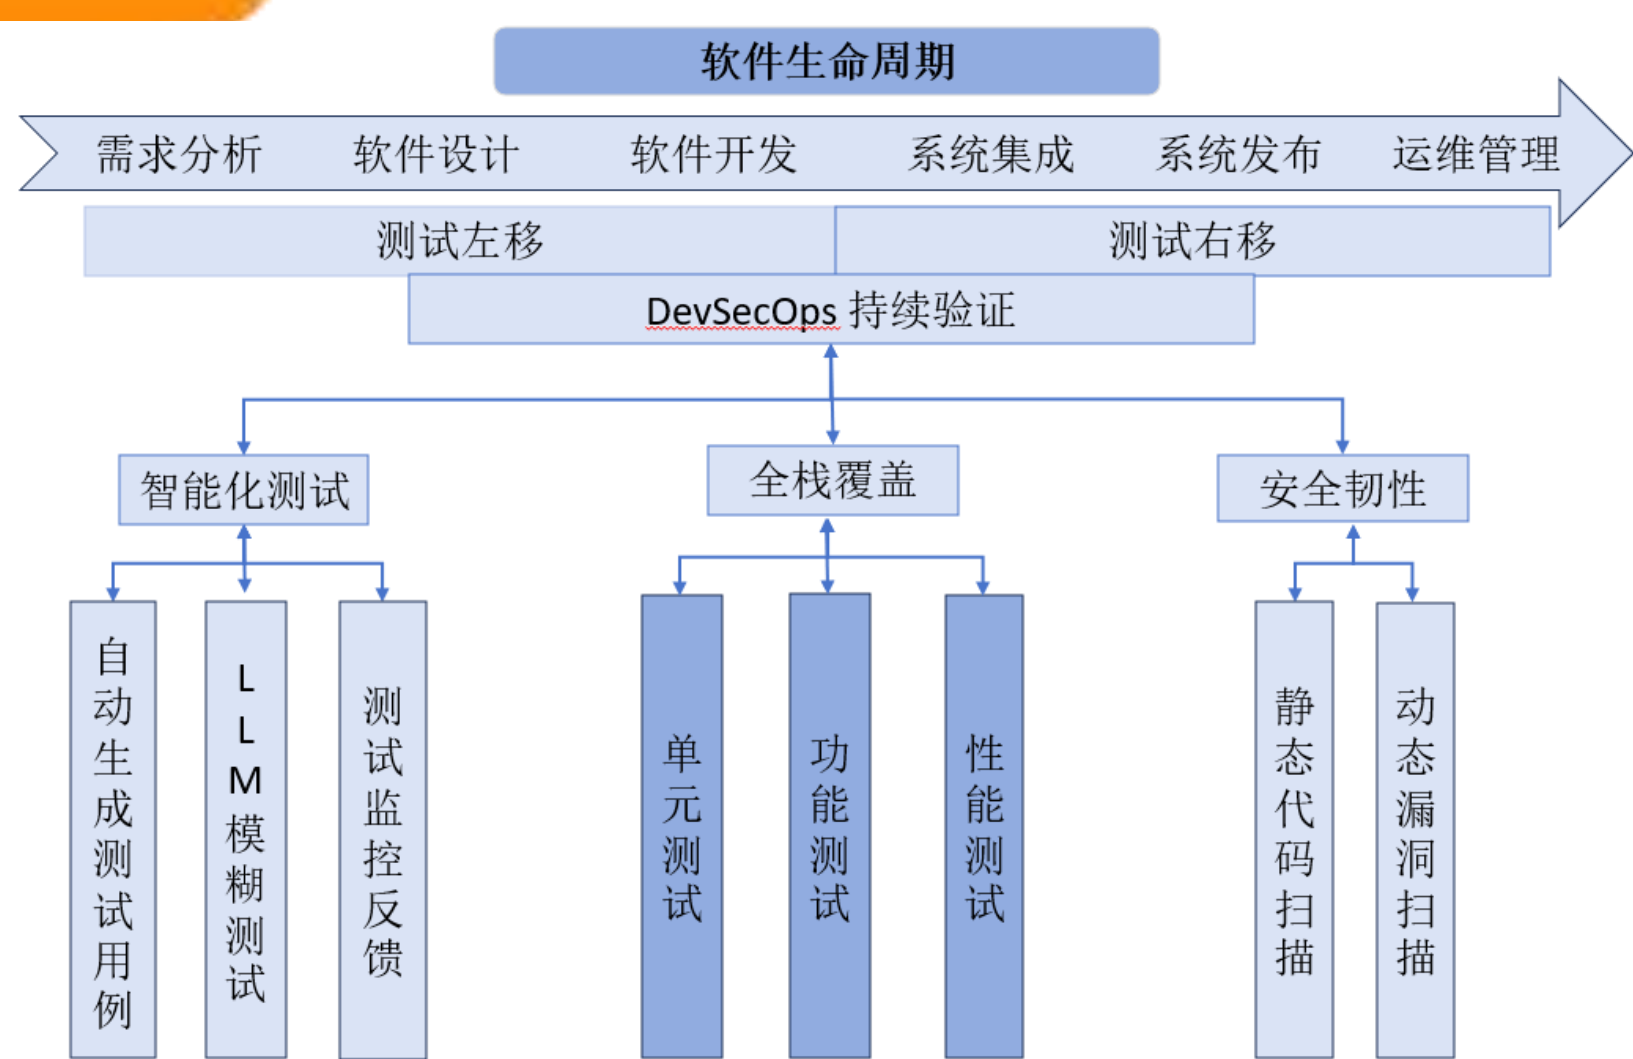 软件生命周期
需求分析 软件设计 软件开发 系统集成 系统发布 运维管理
测试左移 测试右移
DevSecOps 持续验证
智能化测试 全栈覆盖 安全韧性
自动生成测试用例
LLM模糊测试
测试监控反馈
单元测试
功能测试
性能测试
静态代码扫描
动态漏洞扫描